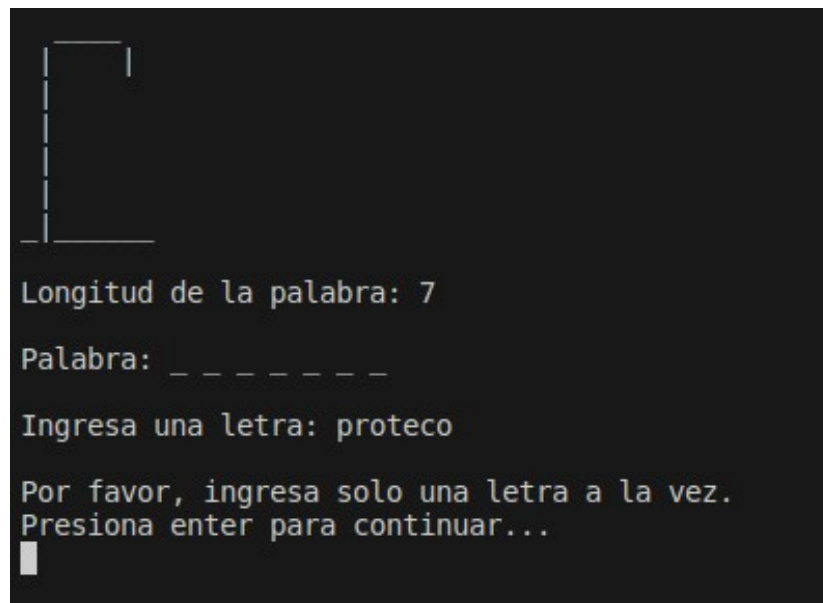 Longitud de la palabra: 7
Palabra: _ _ _ _ _ _ _
Ingresa una letra: proteco
Por favor, ingresa solo una letra a la vez.
Presiona enter para continuar...